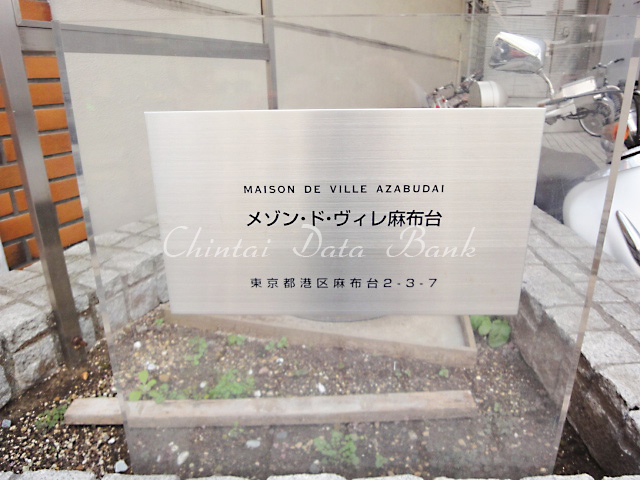 MAISON DE VILLE AZABUDAI
メゾン・ド・ヴィレ麻布台
Chintai Data Bank
東京都港区麻布台2-3-7